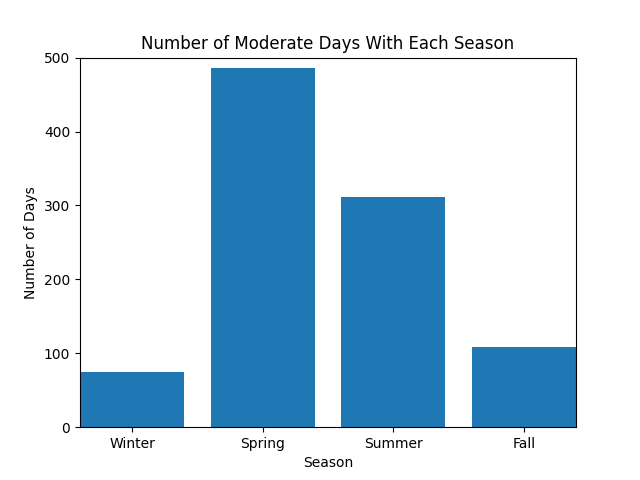 Number of Moderate Days With Each Season
Number of Days
500
400
300
200
100
0
Winter Spring Summer Fall
Season